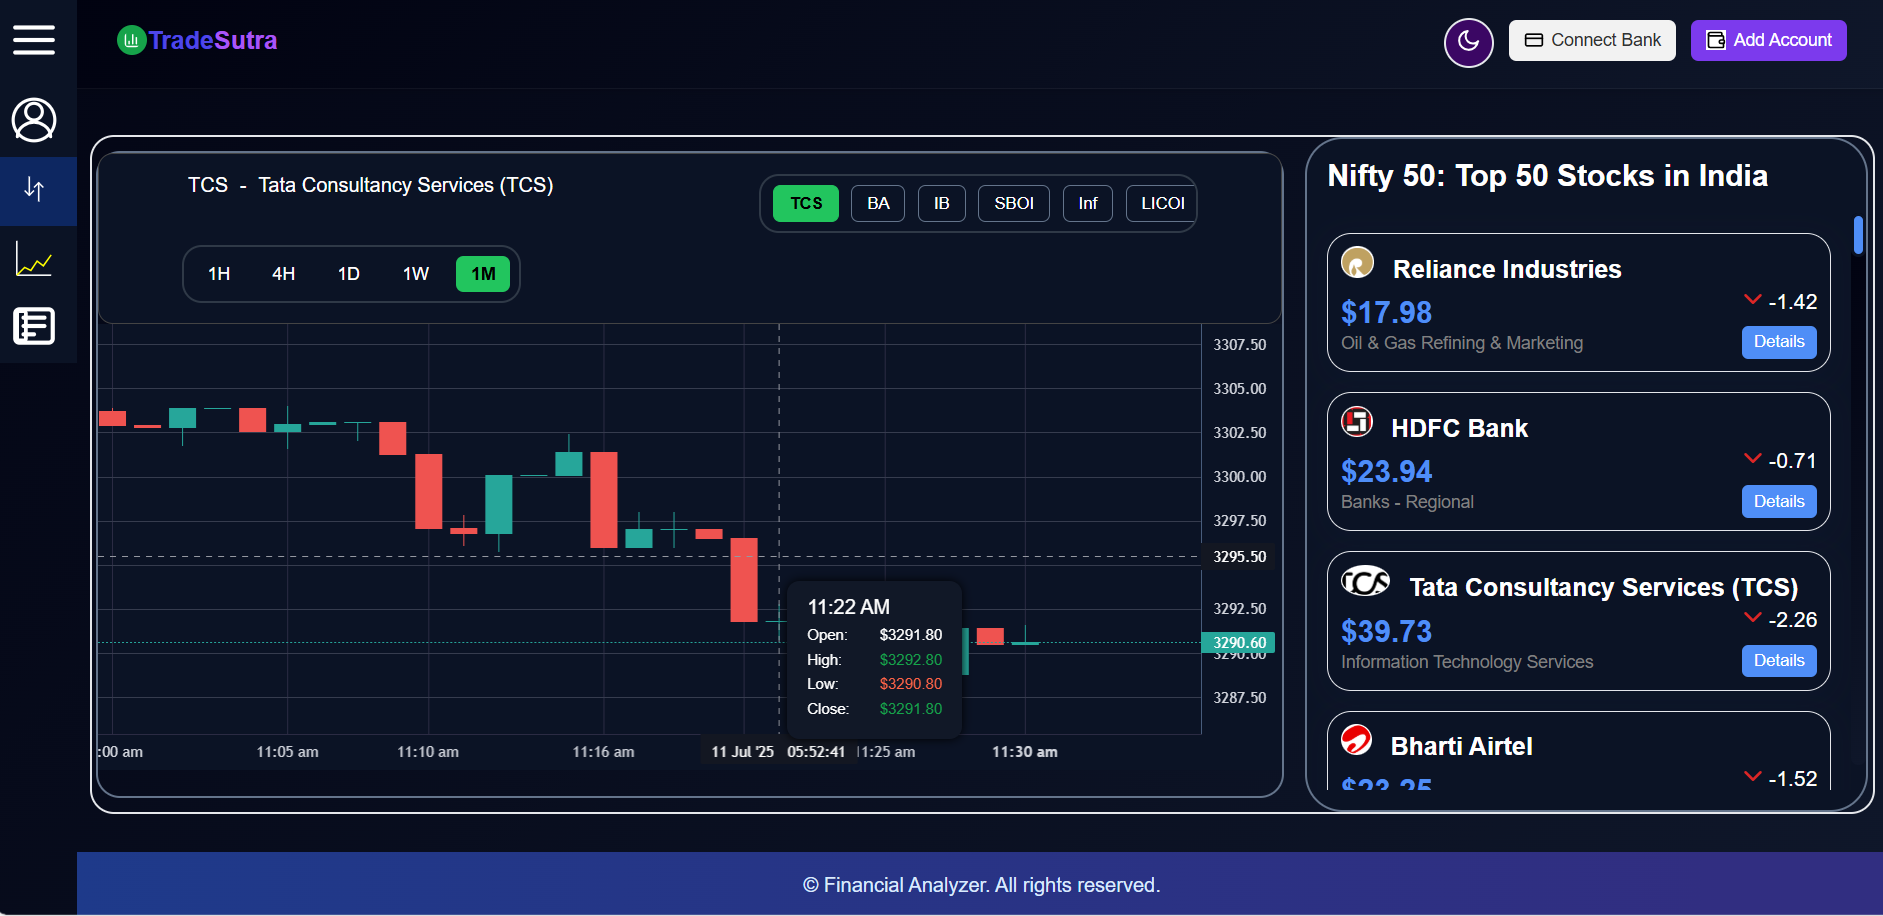 TradeSutra
Connect Bank
Add Account
TCS - Tata Consultancy Services (TCS)
TCS BA IB SBOI Inf LICOI
1H 4H 1D 1W 1M
3307.50
3305.00
3302.50
3300.00
3297.50
3295.50
3292.50
3290.60
3290.00
3287.50
11:22 AM
Open: $3291.80
High: $3292.80
Low: $3290.80
Close: $3291.80
:00 am 11:05 am 11:10 am 11:16 am 11 Jul '25 05:52:41 11:25 am 11:30 am
Nifty 50: Top 50 Stocks in India
Reliance Industries
$17.98
-1.42
Oil & Gas Refining & Marketing
Details
HDFC Bank
$23.94
-0.71
Banks - Regional
Details
TCS
Tata Consultancy Services (TCS)
$39.73
-2.26
Information Technology Services
Details
Bharti Airtel
$23.25
-1.52
© Financial Analyzer. All rights reserved.